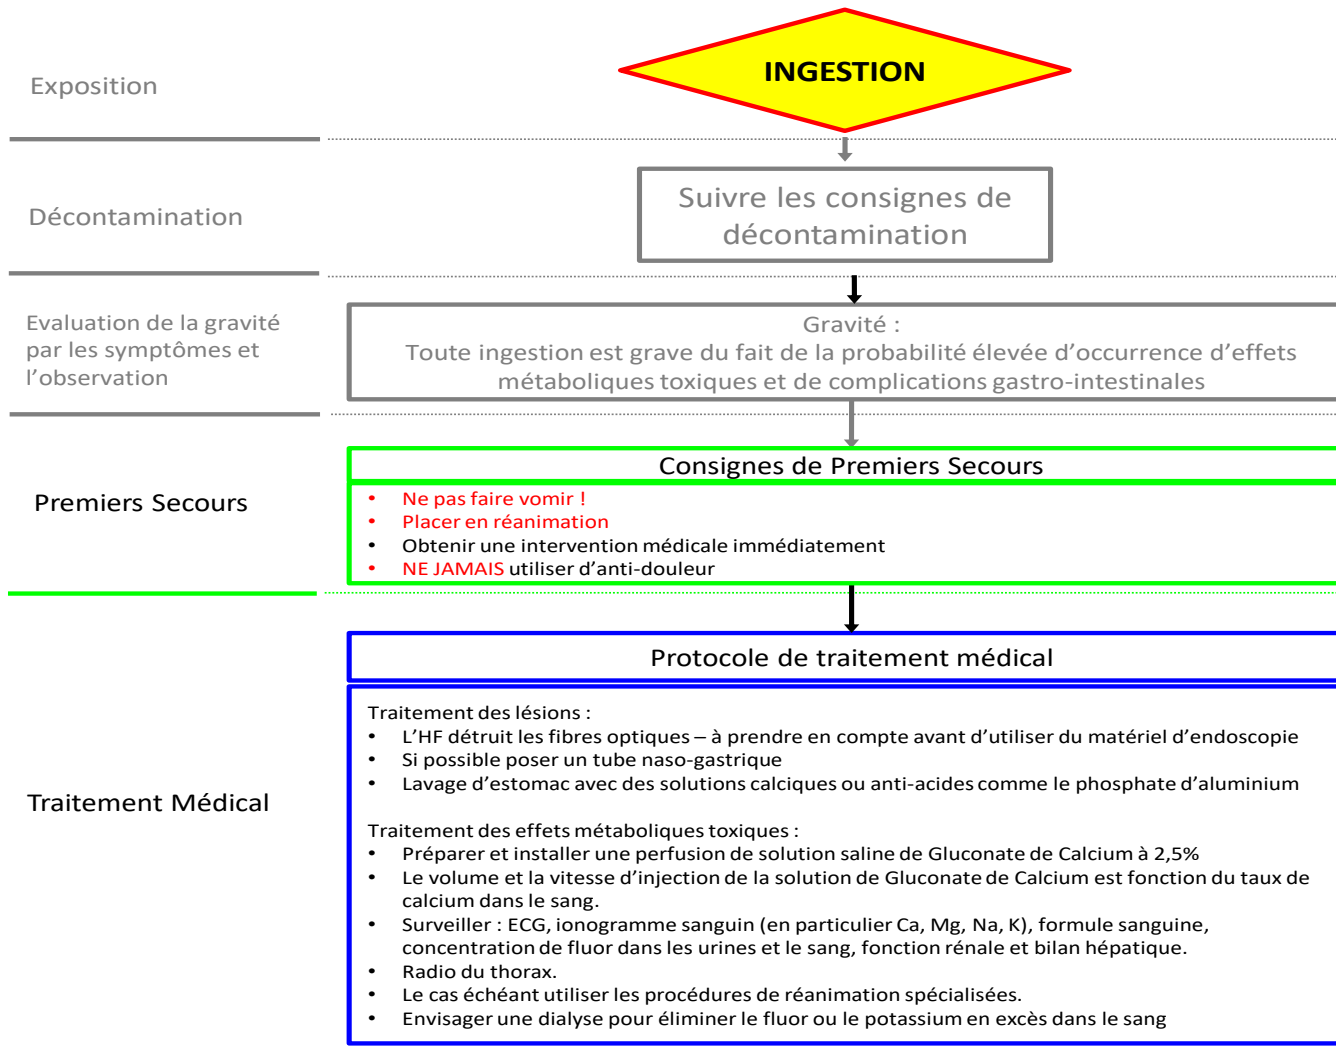 INGESTION
Exposition
Suivre les consignes de
décontamination
Décontamination
Evaluation de la gravité
par les symptômes et
l'observation
Gravité :
Toute ingestion est grave du fait de la probabilité élevée d'occurrence d'effets
métaboliques toxiques et de complications gastro-intestinales
Premiers Secours
Consignes de Premiers Secours
• Ne pas faire vomir !
• Placer en réanimation
• Obtenir une intervention médicale immédiatement
• NE JAMAIS utiliser d'anti-douleur
Traitement Médical
Protocole de traitement médical
Traitement des lésions :
• L'HF détruit les fibres optiques – à prendre en compte avant d'utiliser du matériel d'endoscopie
• Si possible poser un tube naso-gastrique
• Lavage d'estomac avec des solutions calciques ou anti-acides comme le phosphate d'aluminium
Traitement des effets métaboliques toxiques :
• Préparer et installer une perfusion de solution saline de Gluconate de Calcium à 2,5%
• Le volume et la vitesse d'injection de la solution de Gluconate de Calcium est fonction du taux de
calcium dans le sang.
• Surveiller : ECG, ionogramme sanguin (en particulier Ca, Mg, Na, K), formule sanguine,
concentration de fluor dans les urines et le sang, fonction rénale et bilan hépatique.
• Radio du thorax.
• Le cas échéant utiliser les procédures de réanimation spécialisées.
• Envisager une dialyse pour éliminer le fluor ou le potassium en excès dans le sang